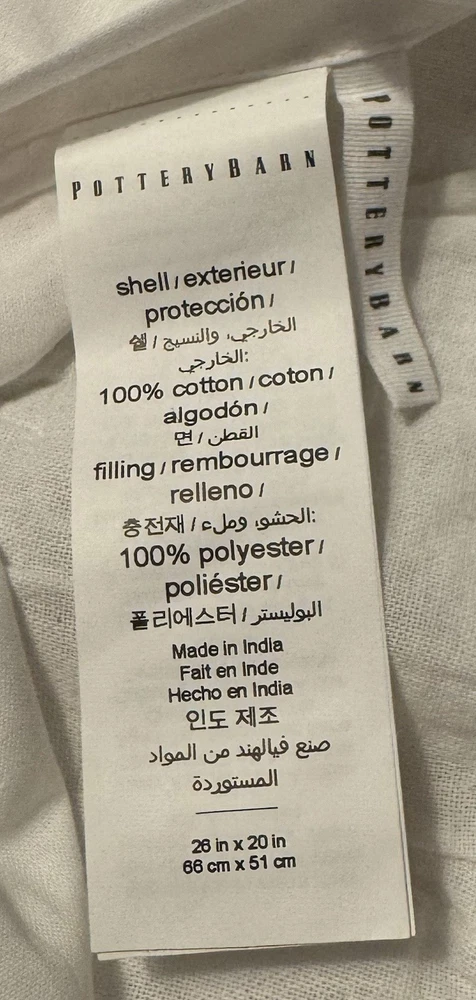 POTTERYBARN
shell / exterieur /
protección /
쉘 / الخارجي، والنسيج
الخارجي:
100% cotton / coton /
algodón /
면 / القطن
filling / rembourrage /
relleno /
충전재 / الحشو، وملء:
100% polyester /
poliéster /
폴리에스터 / البوليستر
Made in India
Fait en Inde
Hecho en India
인도 제조
صنع فيالهند من المواد
المستوردة
26 in x 20 in
66 cm x 51 cm
POTTERYBARN